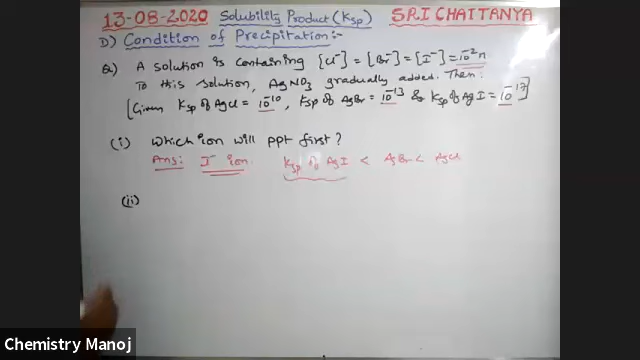 13-08-2020 Solubility Product (Ksp) SRI CHAITANYA
D) Condition of Precipitation:-
Q) A solution is containing [Cl⁻] = [Br⁻] = [I⁻] = 10⁻² M
To this solution, AgNO3 gradually added. Then:
[Given Ksp of AgCl = 10⁻¹⁰, Ksp of AgBr = 10⁻¹³ & Ksp of AgI = 10⁻¹⁷]
(i) Which ion will ppt first?
Ans: I⁻ ion. Ksp of AgI < AgBr < AgCl
(ii)
Chemistry Manoj